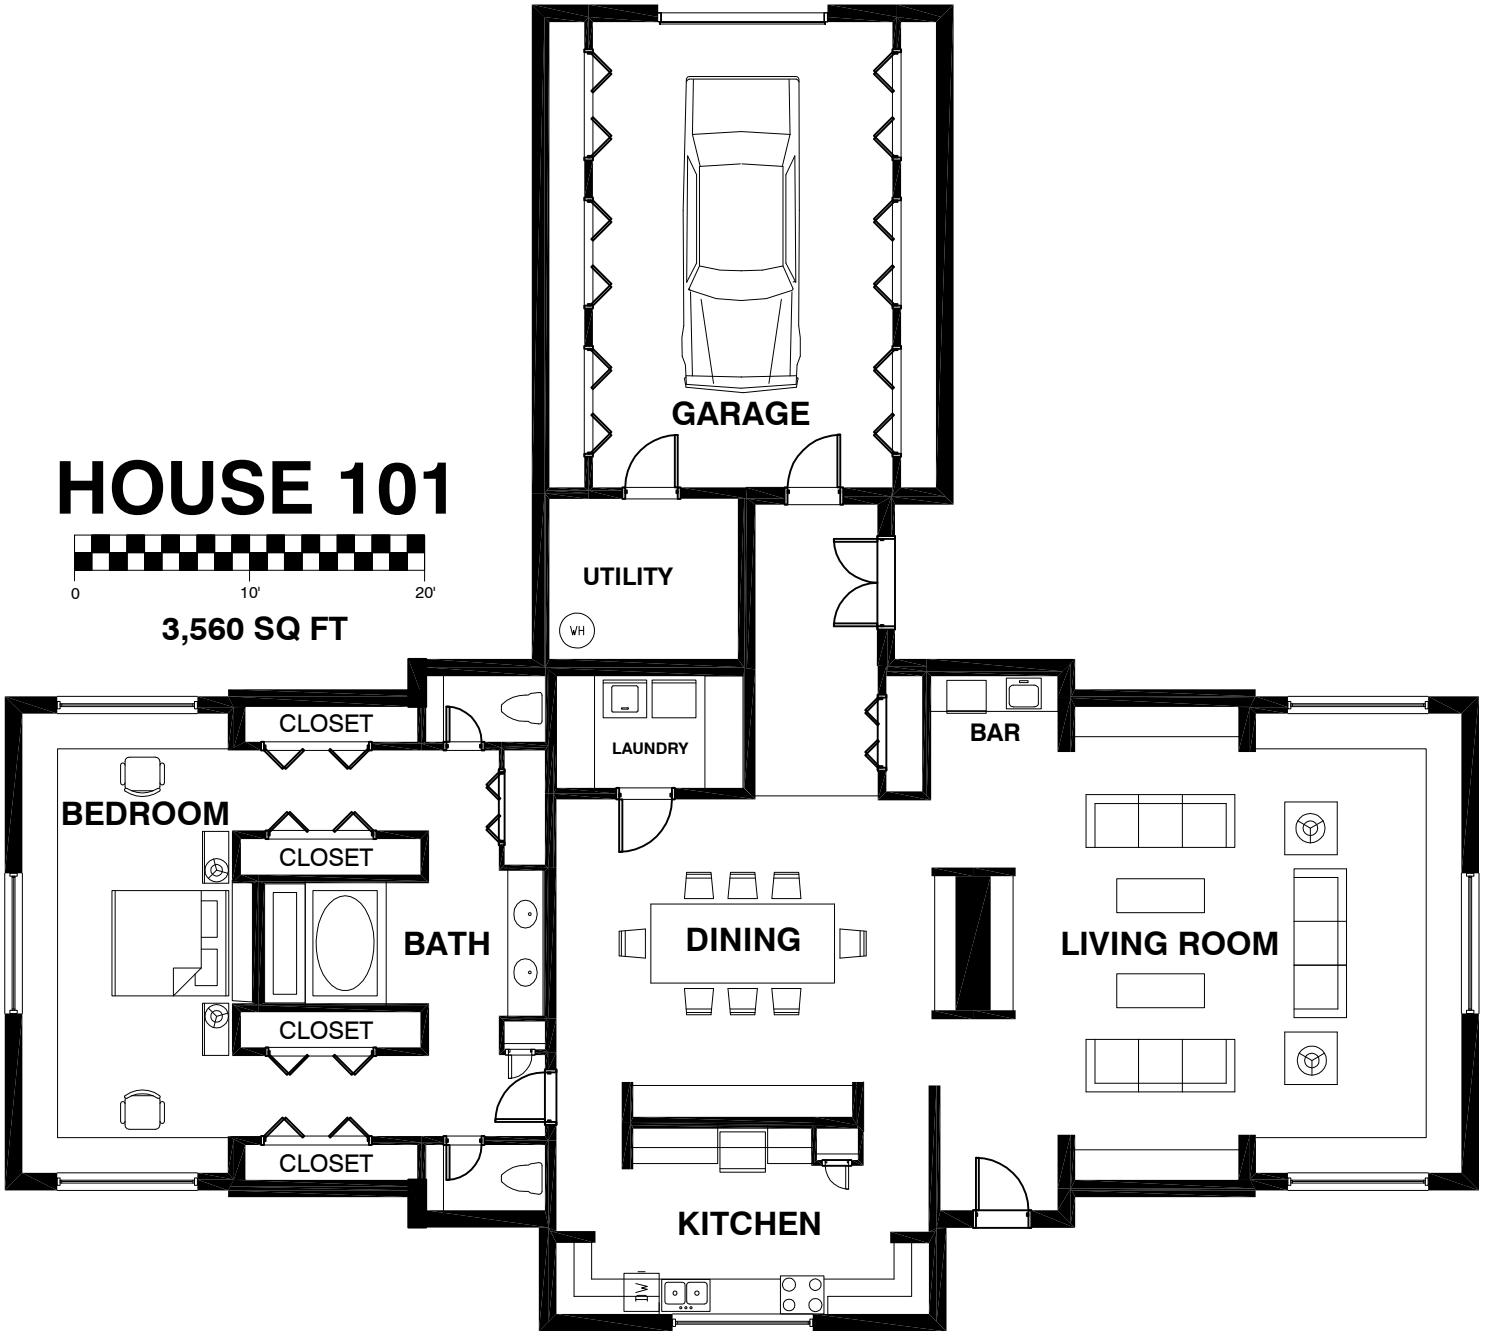 GARAGE
HOUSE 101
0 10' 20'
3,560 SQ FT
UTILITY
WH
CLOSET
BAR
LAUNDRY
BEDROOM
CLOSET
BATH
DINING
LIVING ROOM
CLOSET
CLOSET
KITCHEN
DW